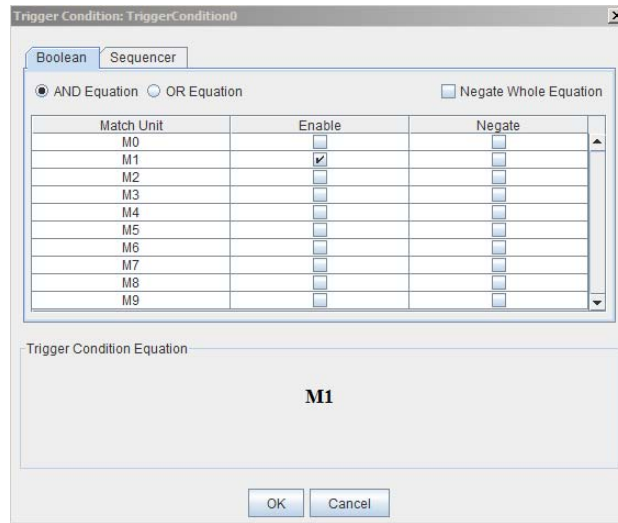 Trigger Condition: TriggerCondition0
Boolean Sequencer
AND Equation OR Equation Negate Whole Equation
Match Unit Enable Negate
M0
M1
M2
M3
M4
M5
M6
M7
M8
M9
Trigger Condition Equation
M1
OK Cancel